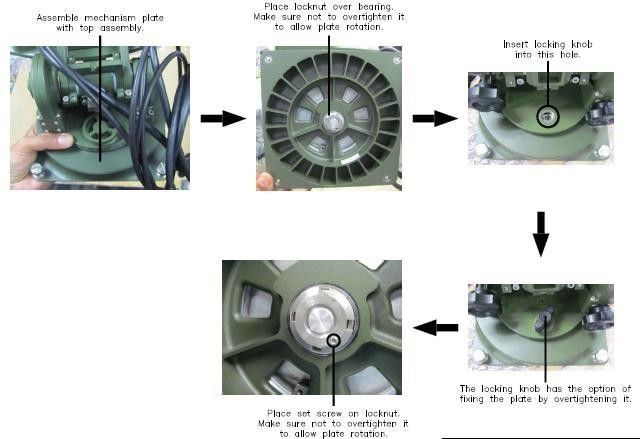 Assemble mechanism plate
with top assembly.
Place locknut over bearing.
Make sure not to overtighten it
to allow plate rotation.
Insert locking knob
into this hole.
The locking knob has the option of
fixing the plate by overtightening it.
Place set screw on locknut.
Make sure not to overtighten it
to allow plate rotation.